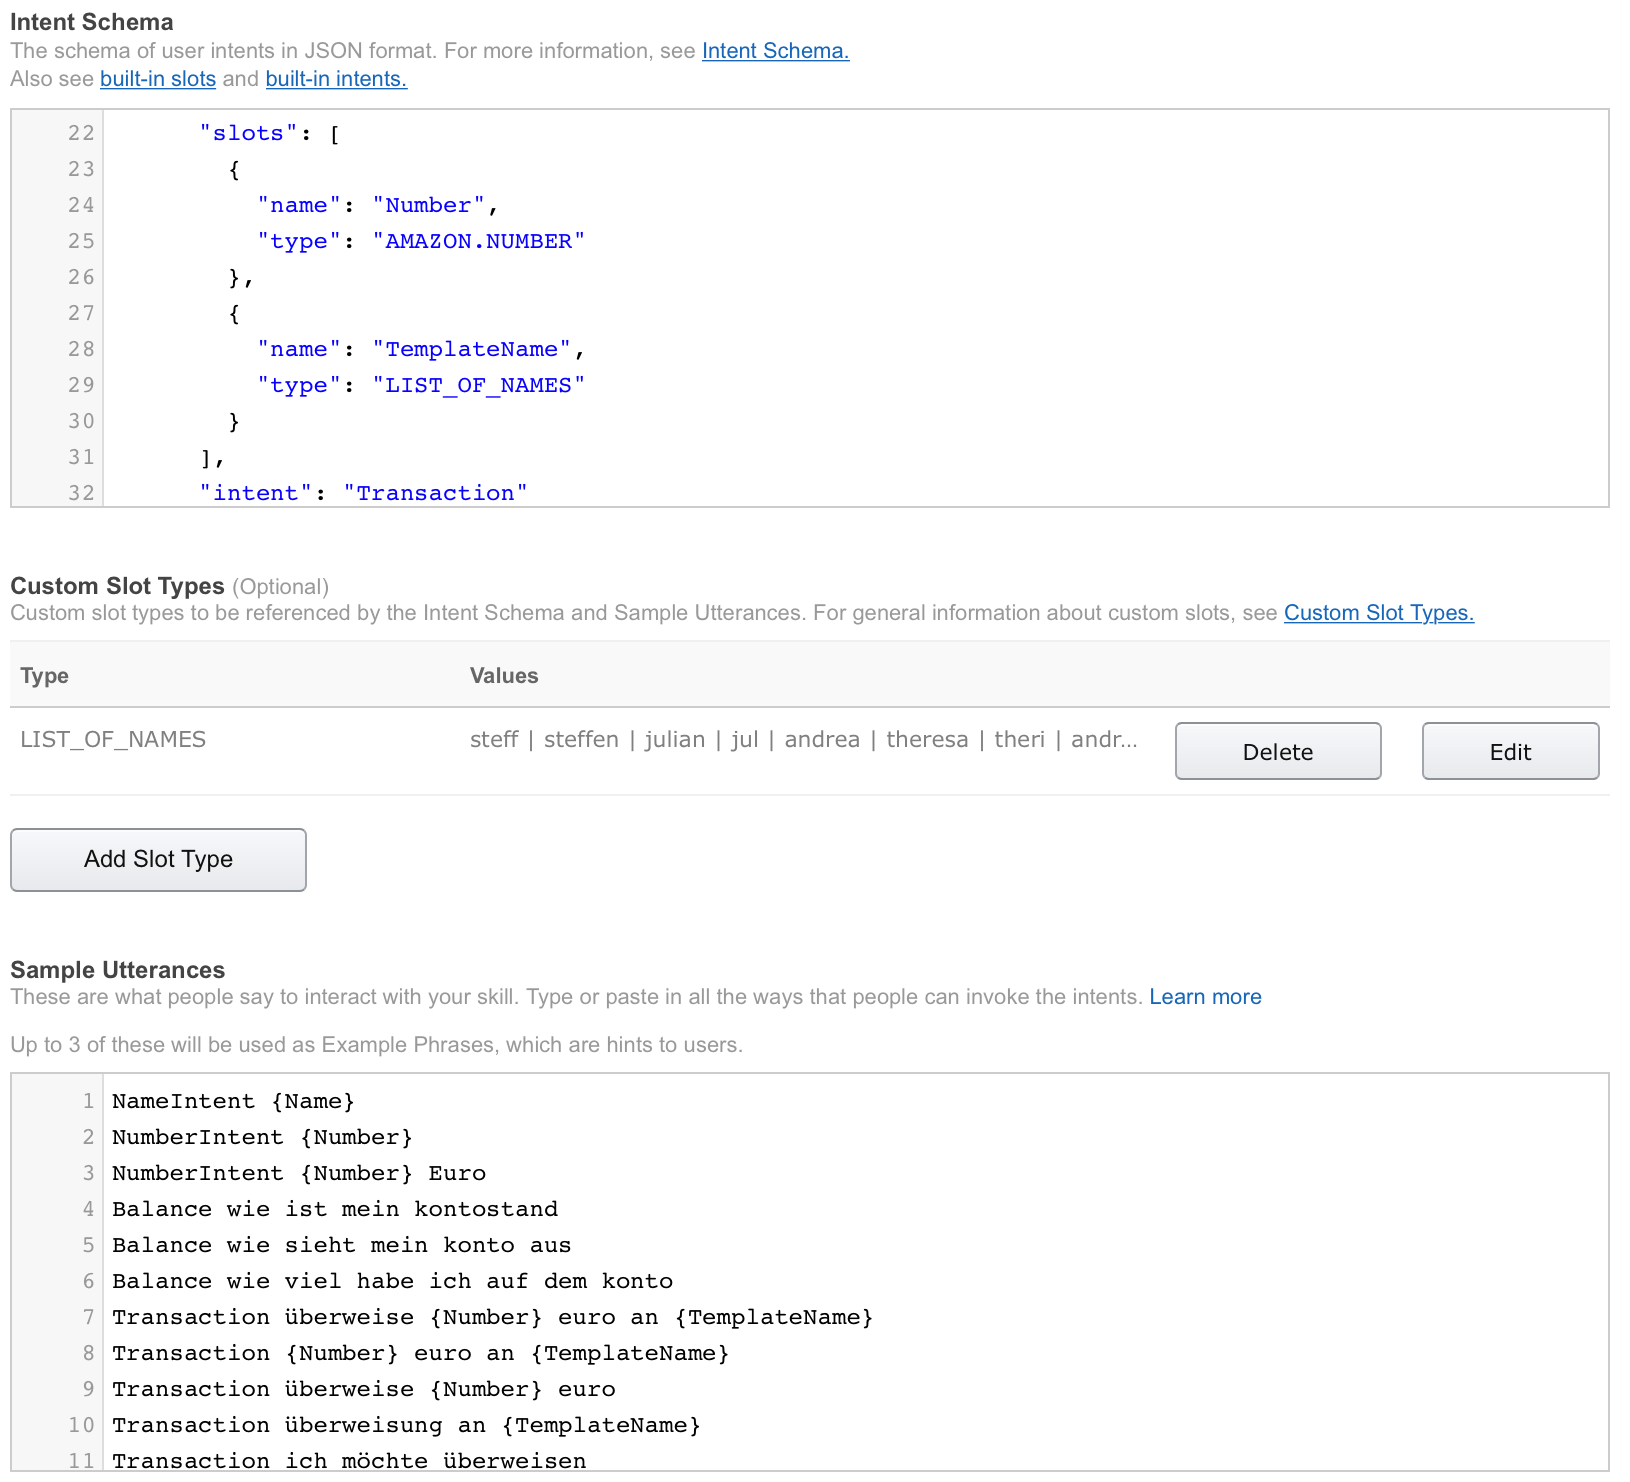 Intent Schema
The schema of user intents in JSON format. For more information, see Intent Schema.
Also see built-in slots and built-in intents.
22 "slots": [
23 {
24 "name": "Number",
25 "type": "AMAZON.NUMBER"
26 },
27 {
28 "name": "TemplateName",
29 "type": "LIST_OF_NAMES"
30 }
31 ],
32 "intent": "Transaction"
Custom Slot Types (Optional)
Custom slot types to be referenced by the Intent Schema and Sample Utterances. For general information about custom slots, see Custom Slot Types.
Type Values
LIST_OF_NAMES steff | steffen | julian | jul | andrea | theresa | theri | andr... Delete Edit
Add Slot Type
Sample Utterances
These are what people say to interact with your skill. Type or paste in all the ways that people can invoke the intents. Learn more
Up to 3 of these will be used as Example Phrases, which are hints to users.
1 NameIntent {Name}
2 NumberIntent {Number}
3 NumberIntent {Number} Euro
4 Balance wie ist mein kontostand
5 Balance wie sieht mein konto aus
6 Balance wie viel habe ich auf dem konto
7 Transaction überweise {Number} euro an {TemplateName}
8 Transaction {Number} euro an {TemplateName}
9 Transaction überweise {Number} euro
10 Transaction überweisung an {TemplateName}
11 Transaction ich möchte überweisen